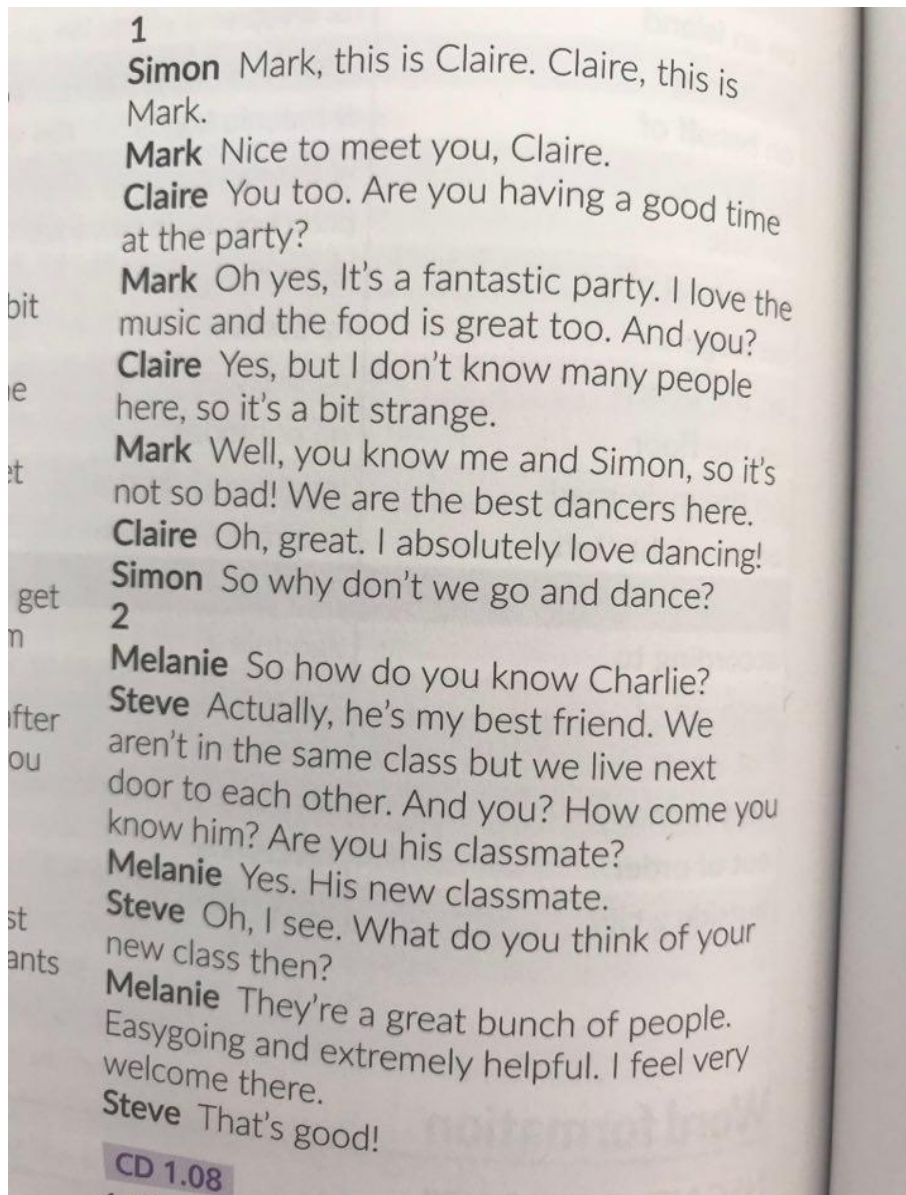 1
Simon Mark, this is Claire. Claire, this is
Mark.
Mark Nice to meet you, Claire.
Claire You too. Are you having a good time
at the party?
Mark Oh yes, It's a fantastic party. I love the
music and the food is great too. And you?
Claire Yes, but I don't know many people
here, so it's a bit strange.
Mark Well, you know me and Simon, so it's
not so bad! We are the best dancers here.
Claire Oh, great. I absolutely love dancing!
Simon So why don't we go and dance?
2
Melanie So how do you know Charlie?
Steve Actually, he's my best friend. We
aren't in the same class but we live next
door to each other. And you? How come you
know him? Are you his classmate?
Melanie Yes. His new classmate.
Steve Oh, I see. What do you think of your
new class then?
Melanie They're a great bunch of people.
Easygoing and extremely helpful. I feel very
welcome there.
Steve That's good!
CD 1.08
get